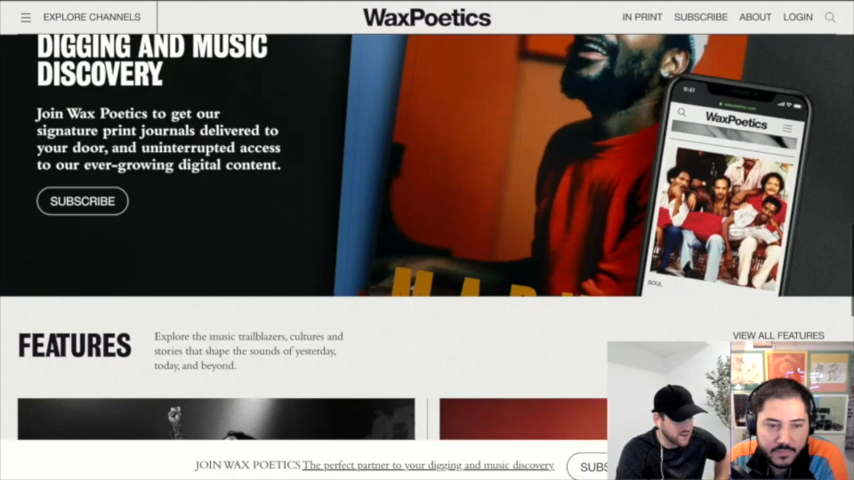 EXPLORE CHANNELS
WaxPoetics
IN PRINT SUBSCRIBE ABOUT LOGIN
DIGGING AND MUSIC
DISCOVERY.
Join Wax Poetics to get our
signature print journals delivered to
your door, and uninterrupted access
to our ever-growing digital content.
SUBSCRIBE
9:41
WaxPoetics
SOUL
FEATURES
Explore the music trailblazers, cultures and
stories that shape the sounds of yesterday,
today, and beyond.
VIEW ALL FEATURES
JOIN WAX POETICS The perfect partner to your digging and music discovery
SUBS